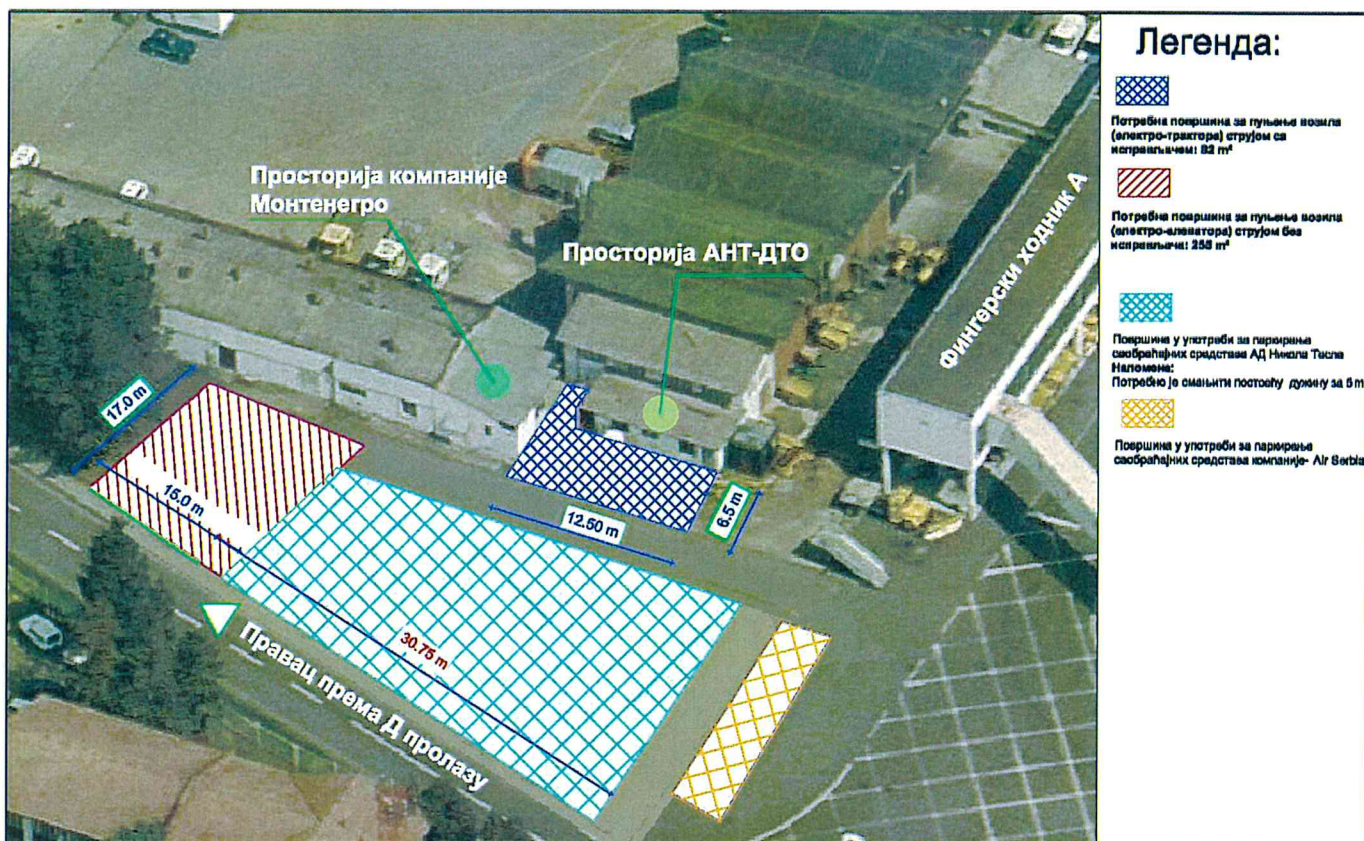 Легенда:
Потребна површина за пуњење возила
(електро-трактора) струјом са
исправљачем: 82 m²
Потребна површина за пуњење возила
(електро-елеватора) струјом без
исправљача: 255 m²
Површина у употреби за паркирање
саобраћајних средстава АД Никола Тесла
Напомена:
Потребно је смањити постојећу дужину за 5 m
Површина у употреби за паркирање
саобраћајних средстава компаније- Air Serbia
Просторија компаније
Монтенегро
Просторија АНТ-ДТО
Фингерски ходник А
17.0 m
15.0 m
12.50 m
6.5 m
30.75 m
Правац према Д пролазу